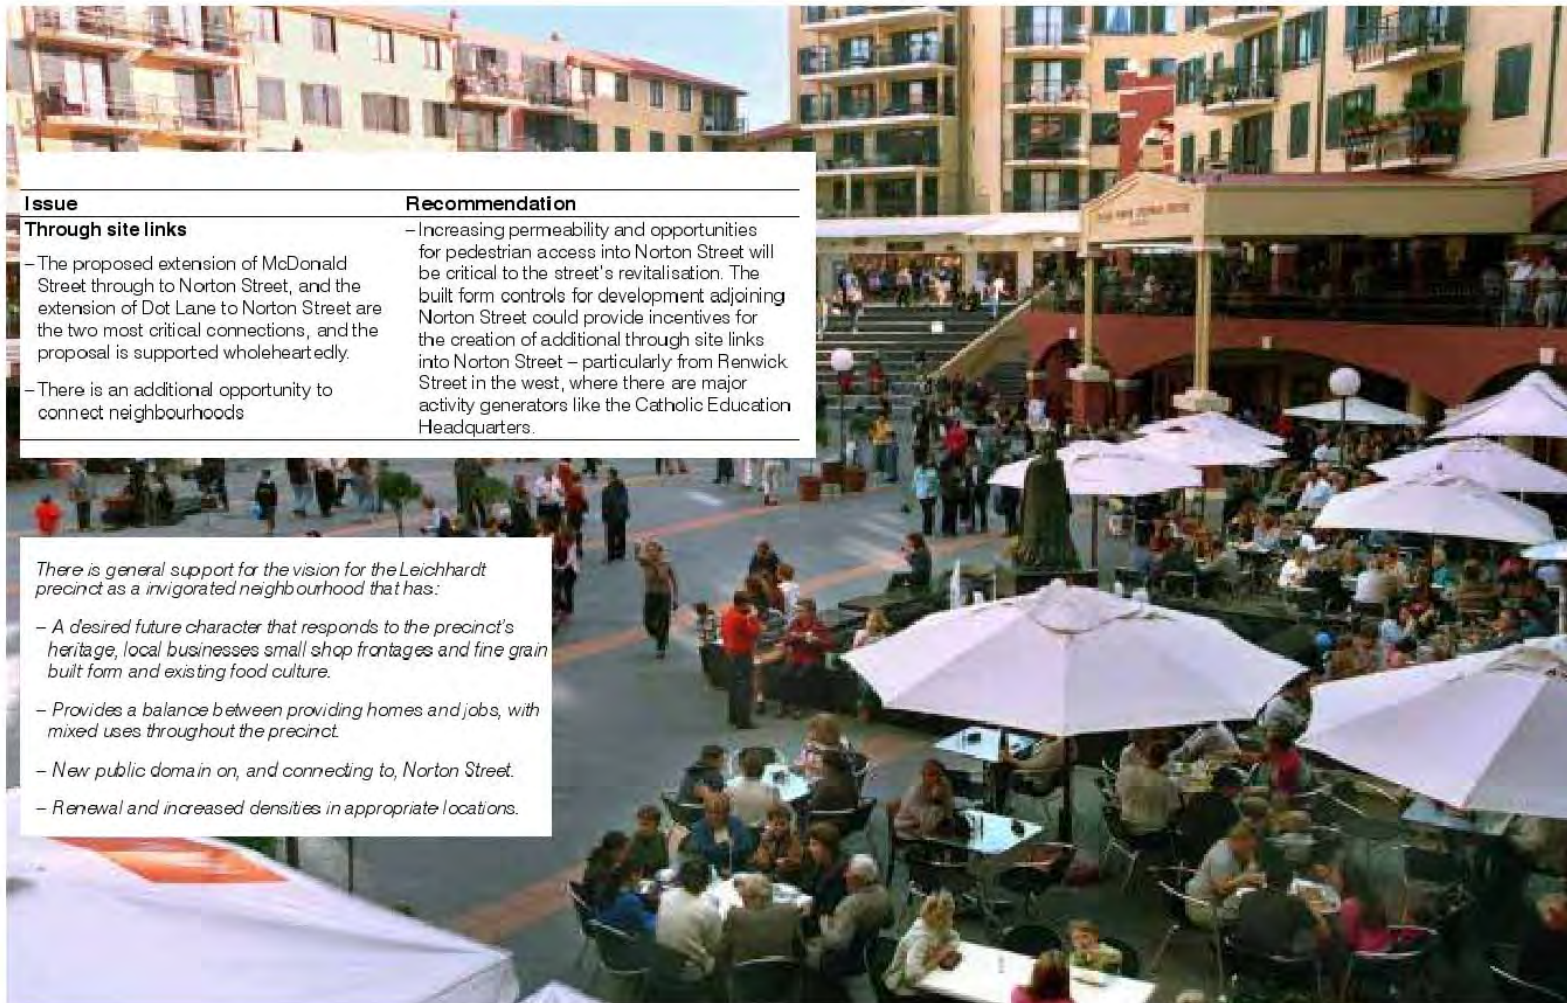 Issue
Recommendation
Through site links
– The proposed extension of McDonald
Street through to Norton Street, and the
extension of Dot Lane to Norton Street are
the two most critical connections, and the
proposal is supported wholeheartedly.
– There is an additional opportunity to
connect neighbourhoods
– Increasing permeability and opportunities
for pedestrian access into Norton Street will
be critical to the street's revitalisation. The
built form controls for development adjoining
Norton Street could provide incentives for
the creation of additional through site links
into Norton Street – particularly from Renwick
Street in the west, where there are major
activity generators like the Catholic Education
Headquarters.
There is general support for the vision for the Leichhardt
precinct as a invigorated neighbourhood that has:
– A desired future character that responds to the precinct's
heritage, local businesses small shop frontages and fine grain
built form and existing food culture.
– Provides a balance between providing homes and jobs, with
mixed uses throughout the precinct.
– New public domain on, and connecting to, Norton Street.
– Renewal and increased densities in appropriate locations.